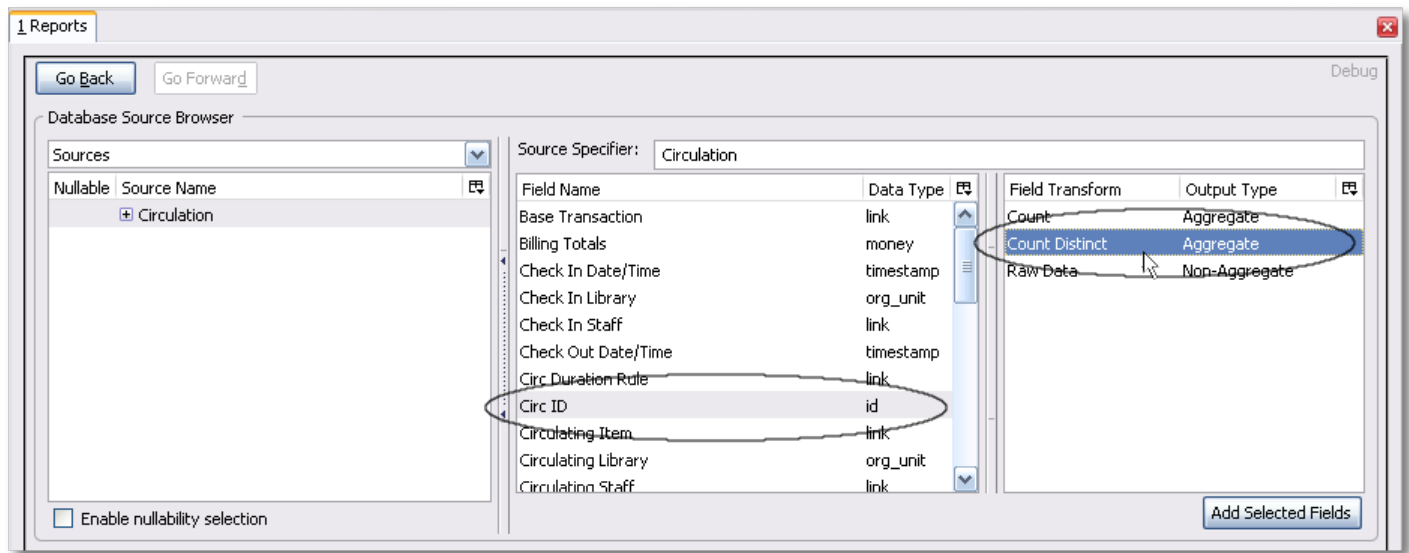 1 Reports
Go Back Go Forward Debug
Database Source Browser
Sources
Source Specifier: Circulation
Nullable Source Name
Circulation
Field Name Data Type
Base Transaction link
Billing Totals money
Check In Date/Time timestamp
Check In Library org_unit
Check In Staff link
Check Out Date/Time timestamp
Circ Duration Rule link
Circ ID id
Circulating Item link
Circulating Library org_unit
Circulating Staff link
Field Transform Output Type
Count Aggregate
Count Distinct Aggregate
Raw Data Non-Aggregate
Enable nullability selection
Add Selected Fields